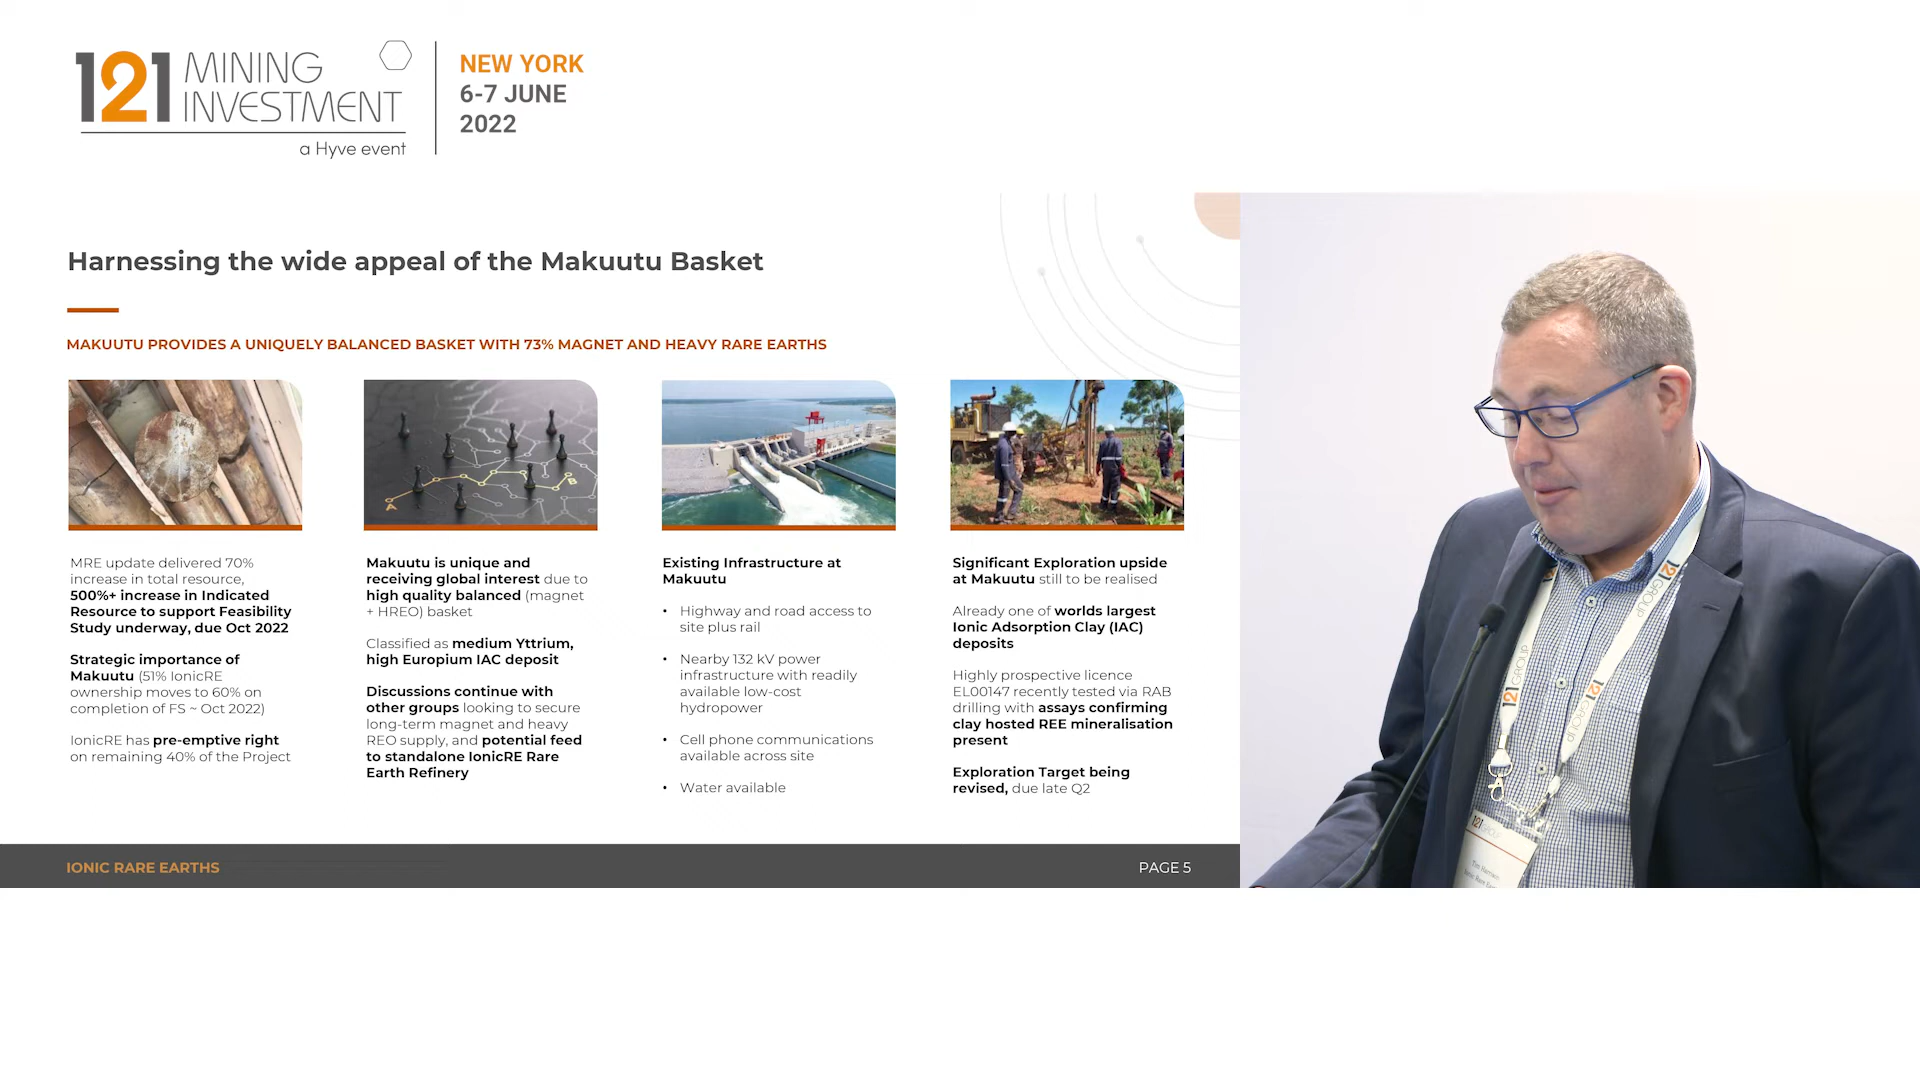 121 MINING
INVESTMENT
a Hyve event
NEW YORK
6-7 JUNE
2022
Harnessing the wide appeal of the Makuutu Basket
MAKUUTU PROVIDES A UNIQUELY BALANCED BASKET WITH 73% MAGNET AND HEAVY RARE EARTHS
A
B
MRE update delivered 70%
increase in total resource,
500%+ increase in Indicated
Resource to support Feasibility
Study underway, due Oct 2022
Strategic importance of
Makuutu (51% IonicRE
ownership moves to 60% on
completion of FS ~ Oct 2022)
IonicRE has pre-emptive right
on remaining 40% of the Project
Makuutu is unique and
receiving global interest due to
high quality balanced (magnet
+ HREO) basket
Classified as medium Yttrium,
high Europium IAC deposit
Discussions continue with
other groups looking to secure
long-term magnet and heavy
REO supply, and potential feed
to standalone IonicRE Rare
Earth Refinery
Existing Infrastructure at
Makuutu
• Highway and road access to
site plus rail
• Nearby 132 kV power
infrastructure with readily
available low-cost
hydropower
• Cell phone communications
available across site
• Water available
Significant Exploration upside
at Makuutu still to be realised
Already one of worlds largest
Ionic Adsorption Clay (IAC)
deposits
Highly prospective licence
EL00147 recently tested via RAB
drilling with assays confirming
clay hosted REE mineralisation
present
Exploration Target being
revised, due late Q2
IONIC RARE EARTHS
PAGE 5
121 GROUP
121 GROUP
121 GROUP
121 GROUP
Tim Harrison